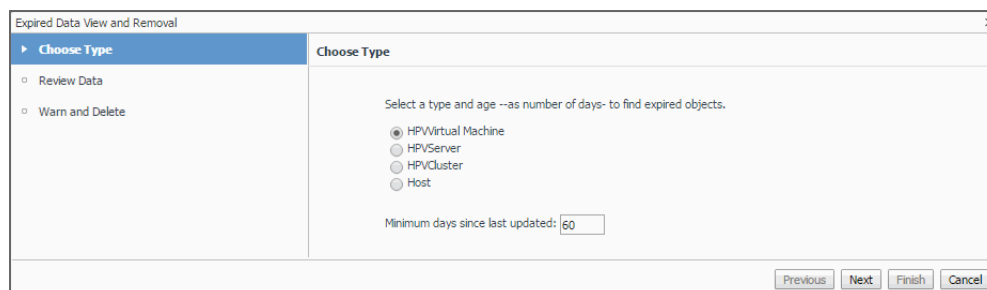 Expired Data View and Removal
Choose Type
Review Data
Warn and Delete
Choose Type
Select a type and age --as number of days- to find expired objects.
HPVVirtual Machine
HPVServer
HPVCluster
Host
Minimum days since last updated: 60
Previous Next Finish Cancel